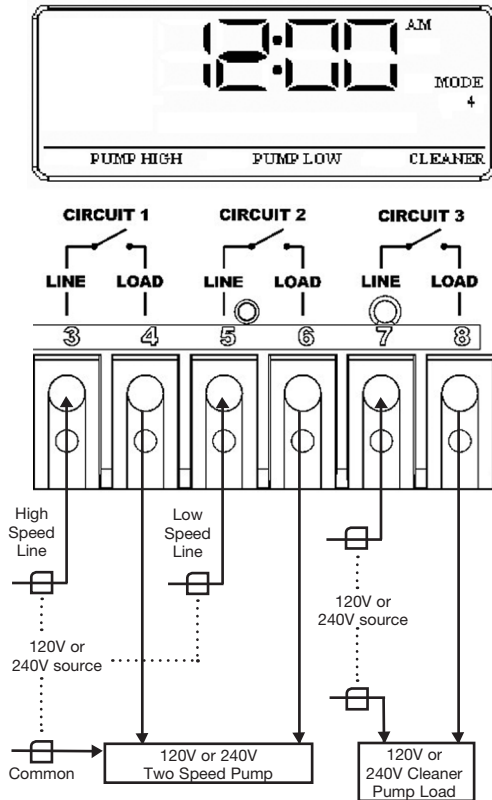 12:00 AM
MODE
4
PUMP HIGH PUMP LOW CLEANER
CIRCUIT 1 CIRCUIT 2 CIRCUIT 3
LINE LOAD LINE LOAD LINE LOAD
3 4 5 6 7 8
High
Speed
Line
Low
Speed
Line
120V or
240V source
120V or
240V source
Common
120V or 240V
Two Speed Pump
120V or
240V Cleaner
Pump Load